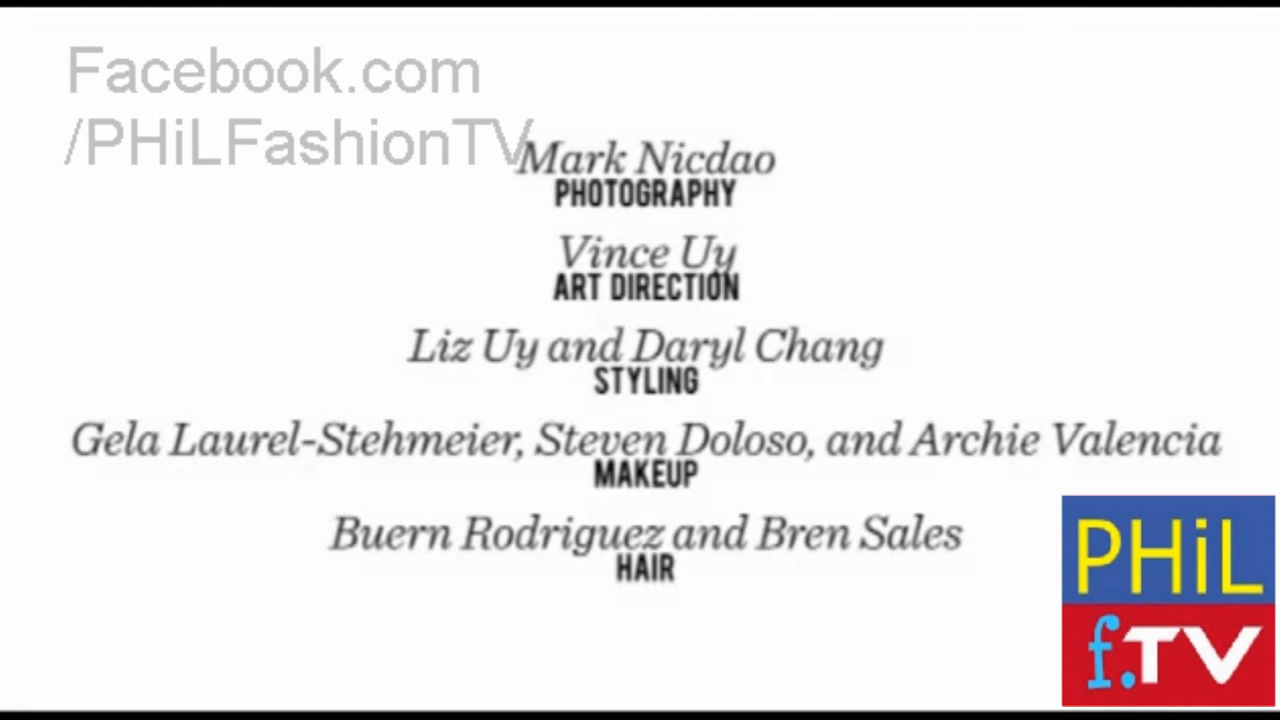 Facebook.com
/PHiLFashionTV
Mark Nicdao
PHOTOGRAPHY
Vince Uy
ART DIRECTION
Liz Uy and Daryl Chang
STYLING
Gela Laurel-Stehmeier, Steven Doloso, and Archie Valencia
MAKEUP
Buern Rodriguez and Bren Sales
HAIR
PHiL
f.TV